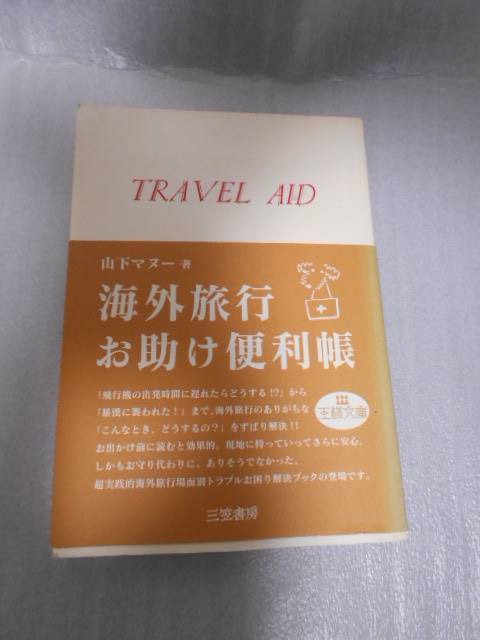 TRAVEL AID
山下マヌー 著
海外旅行
お助け便利帳
「飛行機の出発時間に遅れたらどうする!?」から
「暴漢に襲われた！」まで、海外旅行のありがちな
「こんなとき、どうするの？」をずばり解決!!
お出かけ前に読むと効果的。現地に持っていってさらに安心。
しかもお守り代わりに。ありそうでなかった、
超実践的海外旅行場面別トラブルお困り解決ブックの登場です。
王様文庫
三笠書房